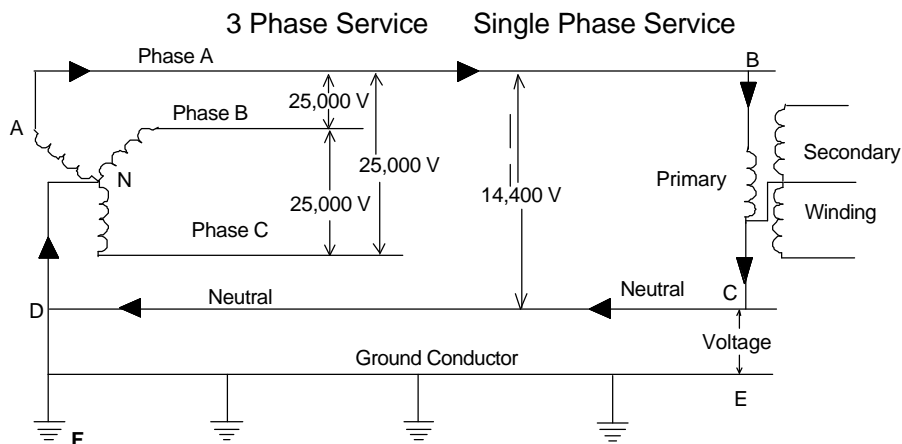 3 Phase Service Single Phase Service
Phase A
B
25,000 V
Phase B
A
Secondary
N
25,000 V
Primary
25,000 V
14,400 V
Winding
Phase C
Neutral
Neutral
C
D
Voltage
Ground Conductor
E